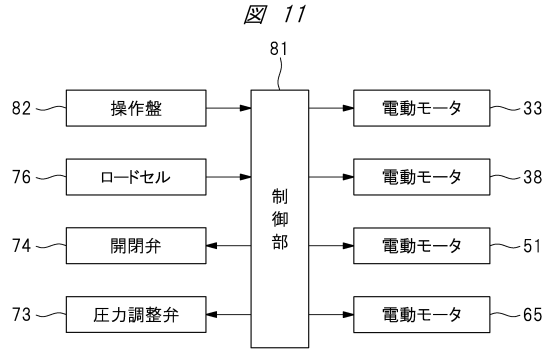 図 11
81
82 操作盤 電動モータ 33
76 ロードセル 電動モータ 38
制御部
74 開閉弁 電動モータ 51
73 圧力調整弁 電動モータ 65